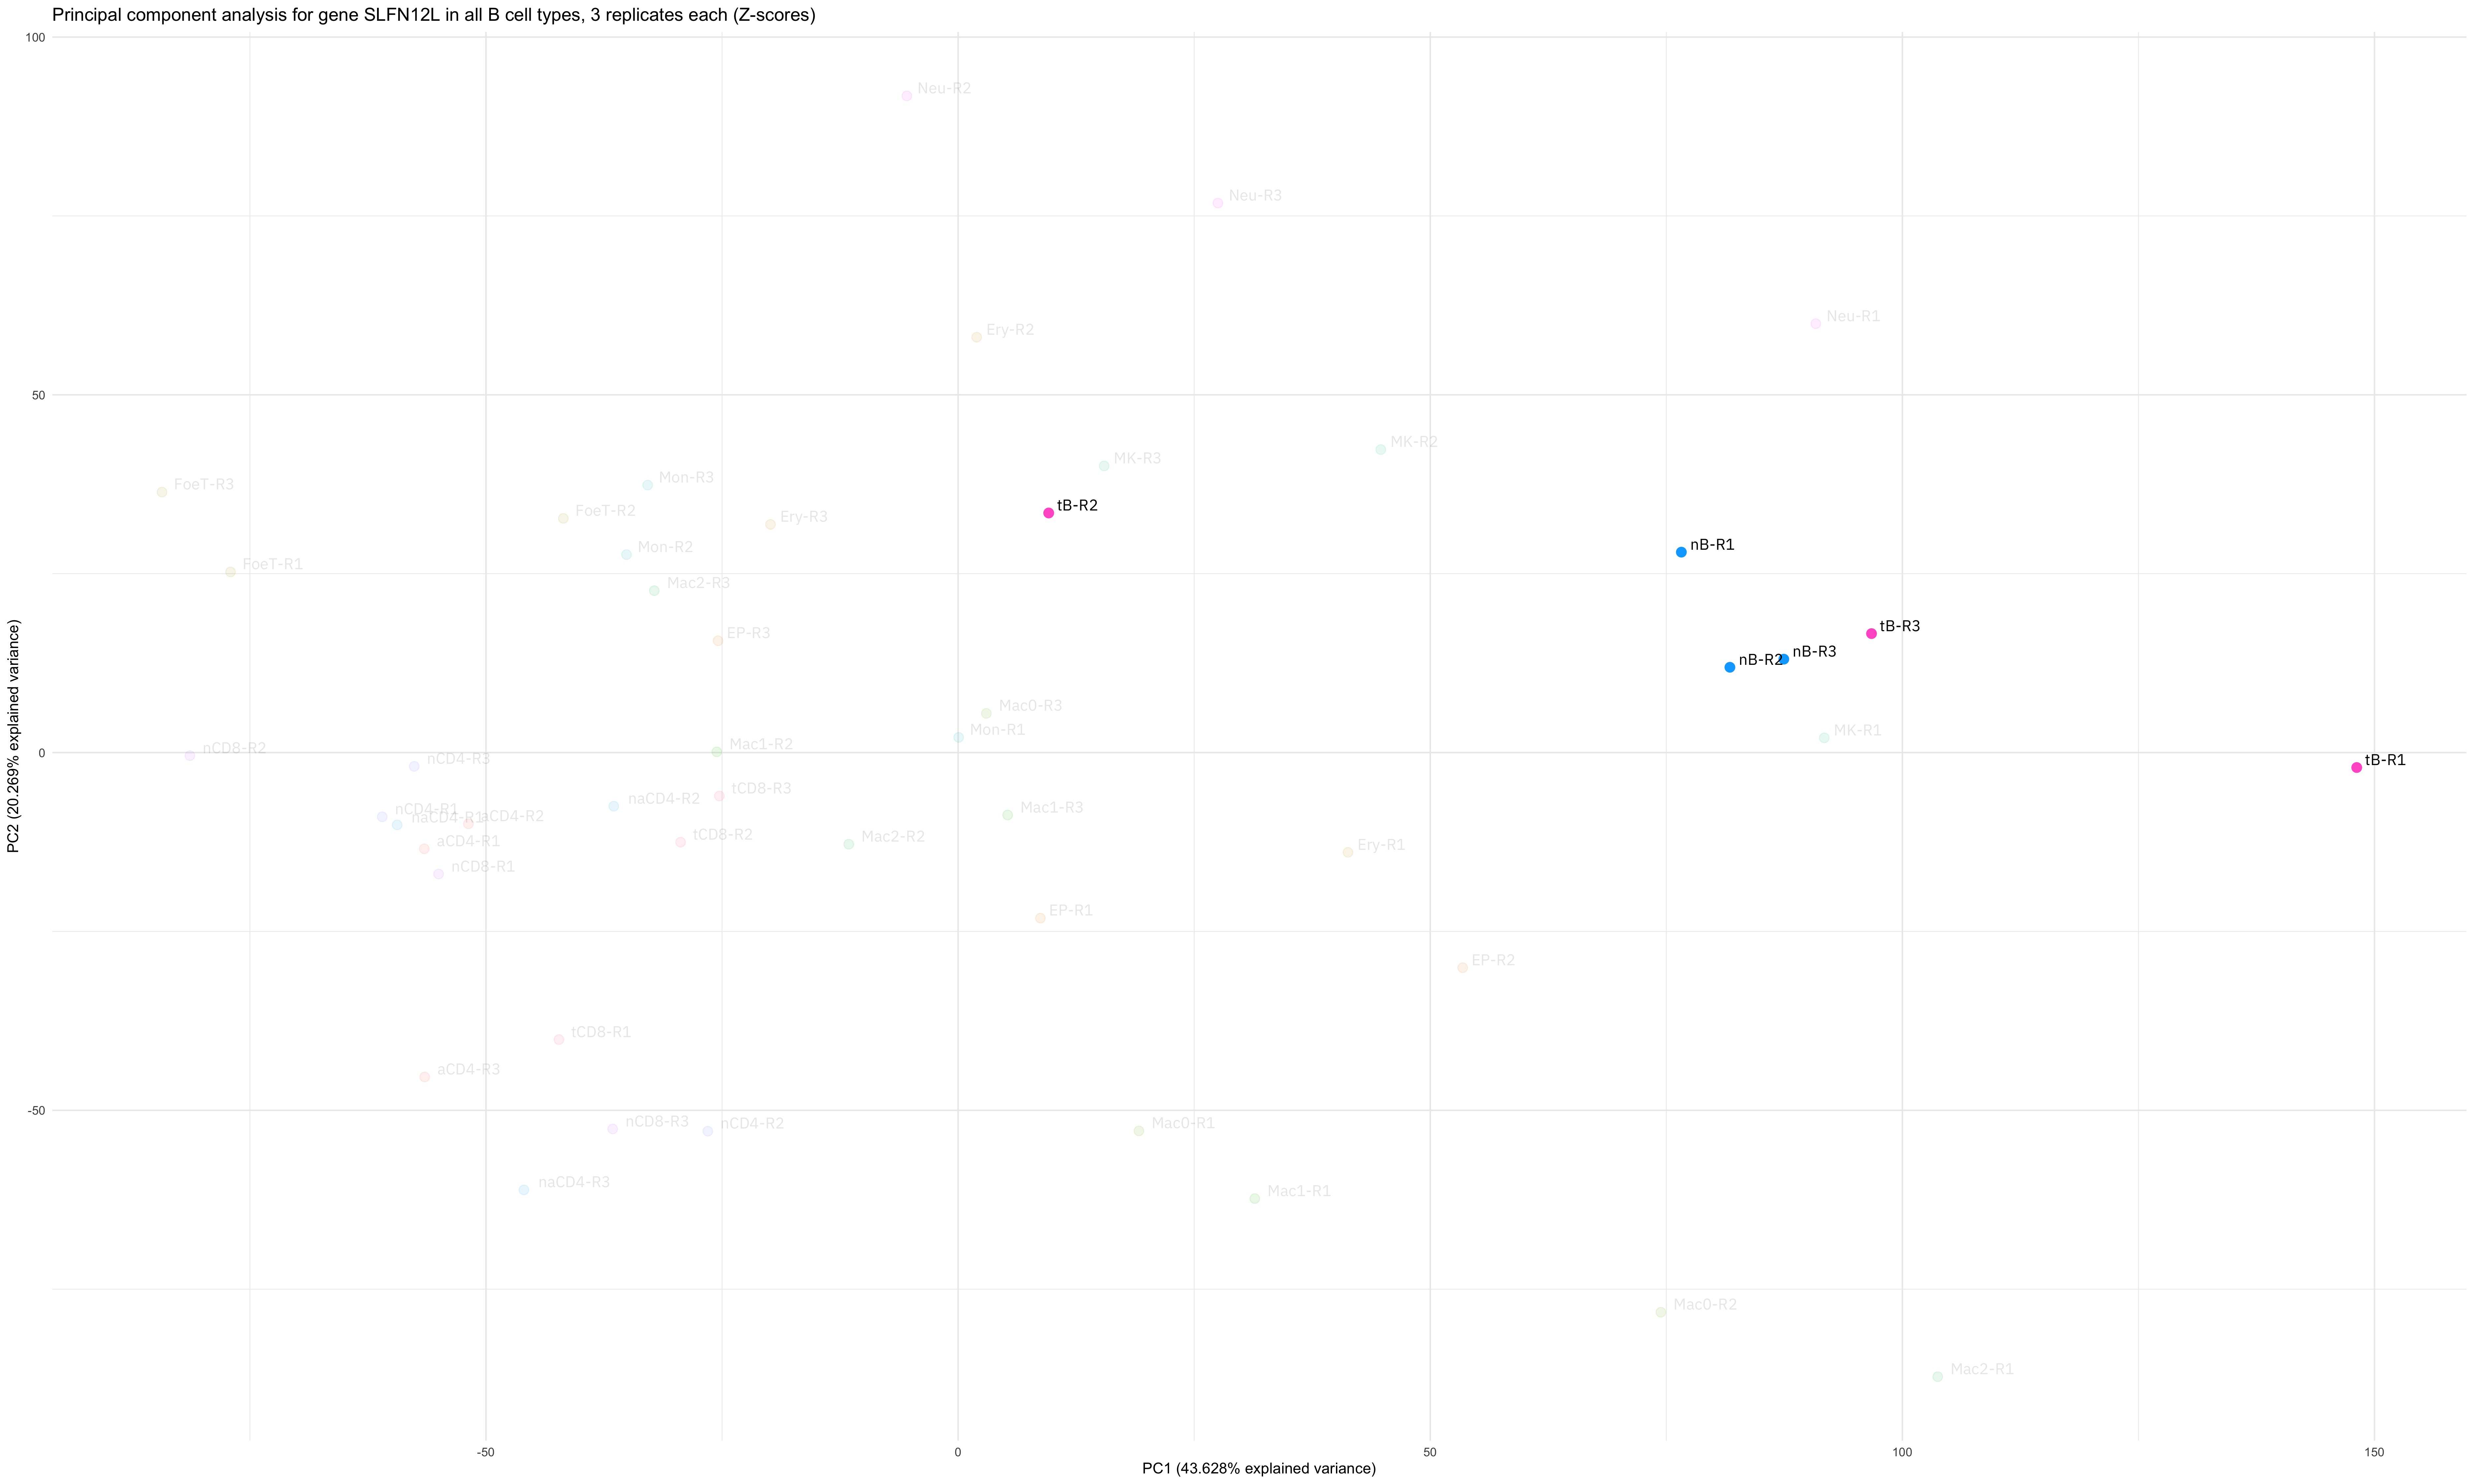 Principal component analysis for gene SLFN12L in all B cell types, 3 replicates each (Z-scores)
100
Neu-R2
Neu-R3
Neu-R1
Ery-R2
50
MK-R2
MK-R3
Mon-R3
FoeT-R3
tB-R2
FoeT-R2
Ery-R3
Mon-R2
nB-R1
FoeT-R1
Mac2-R3
EP-R3
tB-R3
nB-R3
nB-R2
Mac0-R3
Mon-R1
MK-R1
Mac1-R2
nCD8-R2
0
nCD4-R3
tB-R1
tCD8-R3
naCD4-R2
Mac1-R3
nCD4-R1
naCD4-R1
aCD4-R2
tCD8-R2
Mac2-R2
aCD4-R1
Ery-R1
nCD8-R1
EP-R1
EP-R2
tCD8-R1
aCD4-R3
-50
nCD8-R3
nCD4-R2
Mac0-R1
naCD4-R3
Mac1-R1
Mac0-R2
Mac2-R1
PC2 (20.269% explained variance)
-50
0
50
100
150
PC1 (43.628% explained variance)